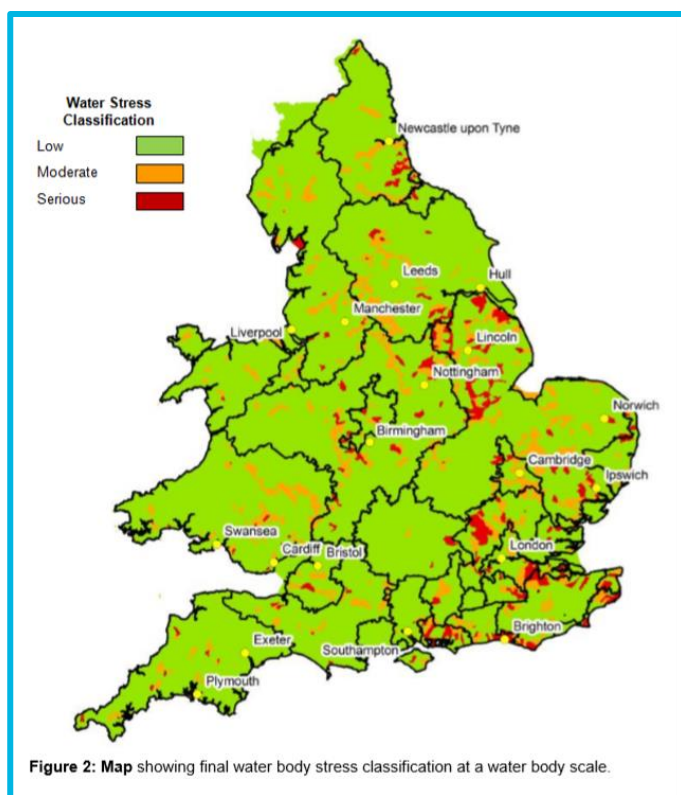 Water Stress
Classification
Low
Moderate
Serious
Newcastle upon Tyne
Leeds
Hull
Manchester
Liverpool
Lincoln
Nottingham
Norwich
Birmingham
Cambridge
Ipswich
Swansea
Cardiff
Bristol
London
Brighton
Southampton
Exeter
Plymouth
Figure 2: Map showing final water body stress classification at a water body scale.